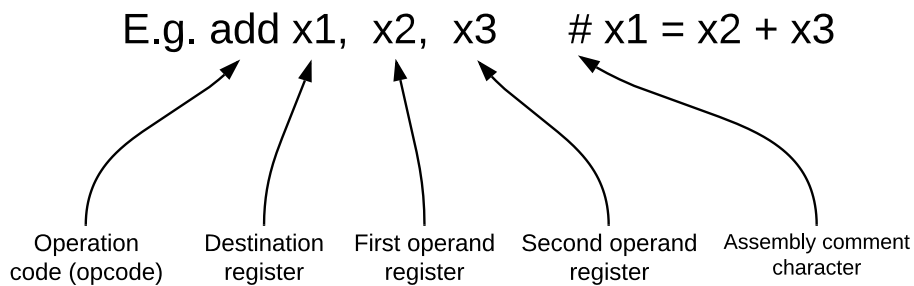 E.g. add x1, x2, x3 # x1 = x2 + x3
Operation
code (opcode)
Destination
register
First operand
register
Second operand
register
Assembly comment
character